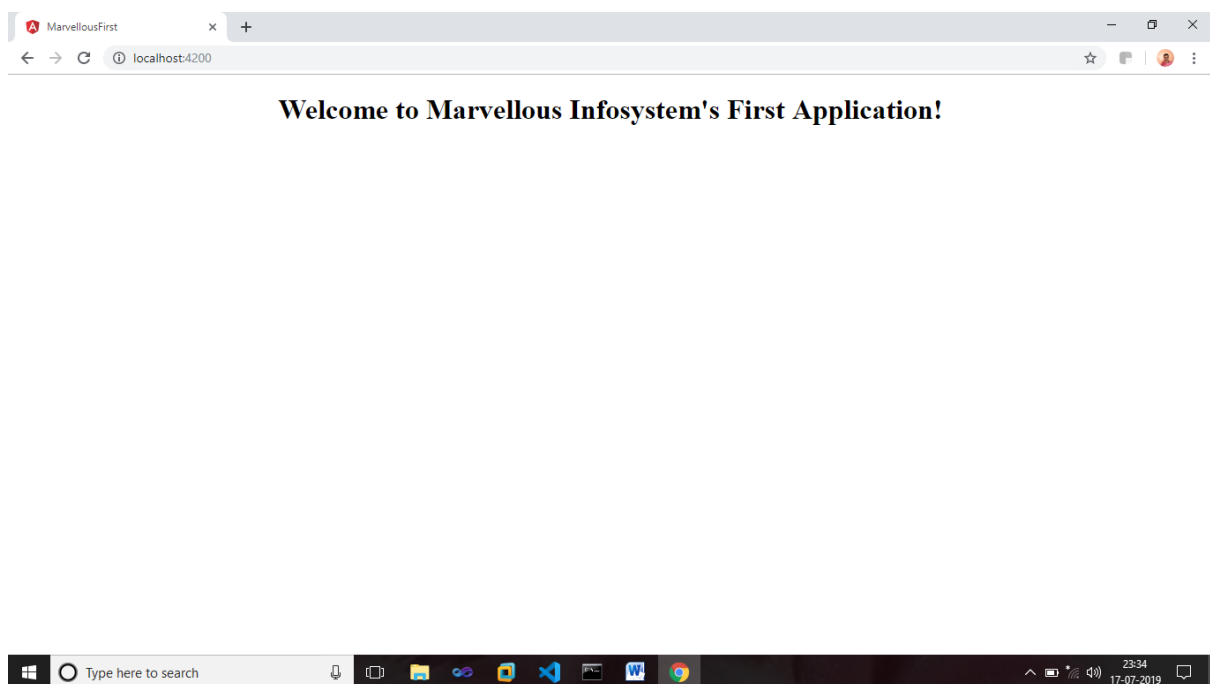 MarvellousFirst
localhost:4200
Welcome to Marvellous Infosystem's First Application!
Type here to search
23:34
17-07-2019